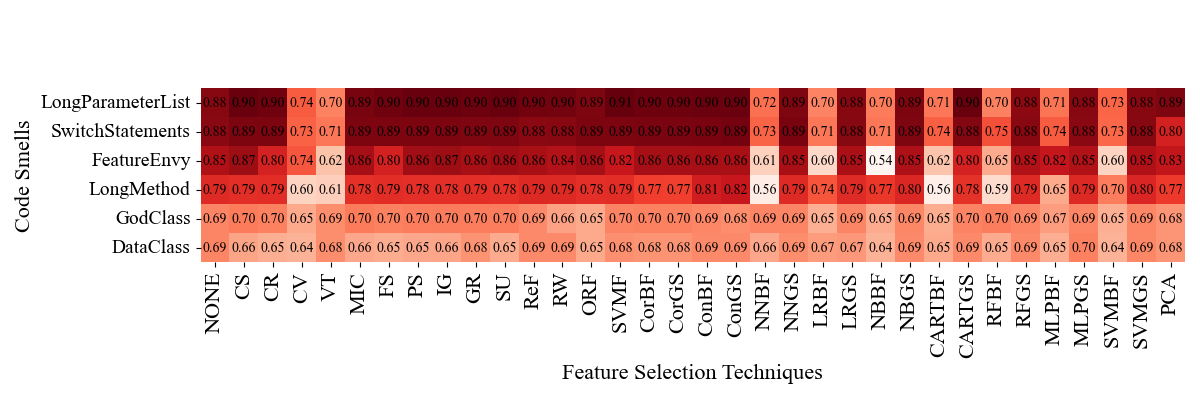 LongParameterList 0.88 0.90 0.90 0.74 0.70 0.89 0.90 0.90 0.90 0.90 0.90 0.90 0.90 0.89 0.91 0.90 0.90 0.90 0.90 0.72 0.89 0.70 0.88 0.70 0.89 0.71 0.90 0.70 0.88 0.71 0.88 0.73 0.88 0.89
SwitchStatements 0.88 0.89 0.89 0.73 0.71 0.89 0.89 0.89 0.89 0.89 0.89 0.88 0.88 0.89 0.89 0.89 0.89 0.89 0.89 0.73 0.89 0.71 0.88 0.71 0.89 0.74 0.88 0.75 0.88 0.74 0.88 0.73 0.88 0.80
FeatureEnvy 0.85 0.87 0.80 0.74 0.62 0.86 0.80 0.86 0.87 0.86 0.86 0.86 0.84 0.86 0.82 0.86 0.86 0.86 0.86 0.61 0.85 0.60 0.85 0.54 0.85 0.62 0.80 0.65 0.85 0.82 0.85 0.60 0.85 0.83
LongMethod 0.79 0.79 0.79 0.60 0.61 0.78 0.79 0.78 0.79 0.78 0.79 0.78 0.79 0.78 0.79 0.77 0.77 0.81 0.82 0.56 0.79 0.74 0.79 0.77 0.80 0.56 0.78 0.59 0.79 0.65 0.79 0.70 0.80 0.77
GodClass 0.69 0.70 0.70 0.65 0.69 0.70 0.70 0.70 0.70 0.70 0.70 0.69 0.66 0.65 0.70 0.70 0.70 0.69 0.68 0.69 0.69 0.65 0.69 0.65 0.69 0.65 0.70 0.70 0.69 0.67 0.69 0.65 0.69 0.68
DataClass 0.69 0.66 0.65 0.64 0.68 0.66 0.65 0.65 0.66 0.68 0.65 0.69 0.69 0.65 0.68 0.68 0.68 0.69 0.69 0.66 0.69 0.67 0.67 0.64 0.69 0.65 0.69 0.65 0.69 0.65 0.70 0.64 0.69 0.68
Code Smells
NONE CS CR CV VT MIC FS PS IG GR SU ReF RW ORF SVMF CorBF CorGS ConBF ConGS NNBF NNGS LRBF LRGS NBBF NBGS CARTBF CARTGS RFBF RFGS MLPBF MLPGS SVMBF SVMGS PCA
Feature Selection Techniques